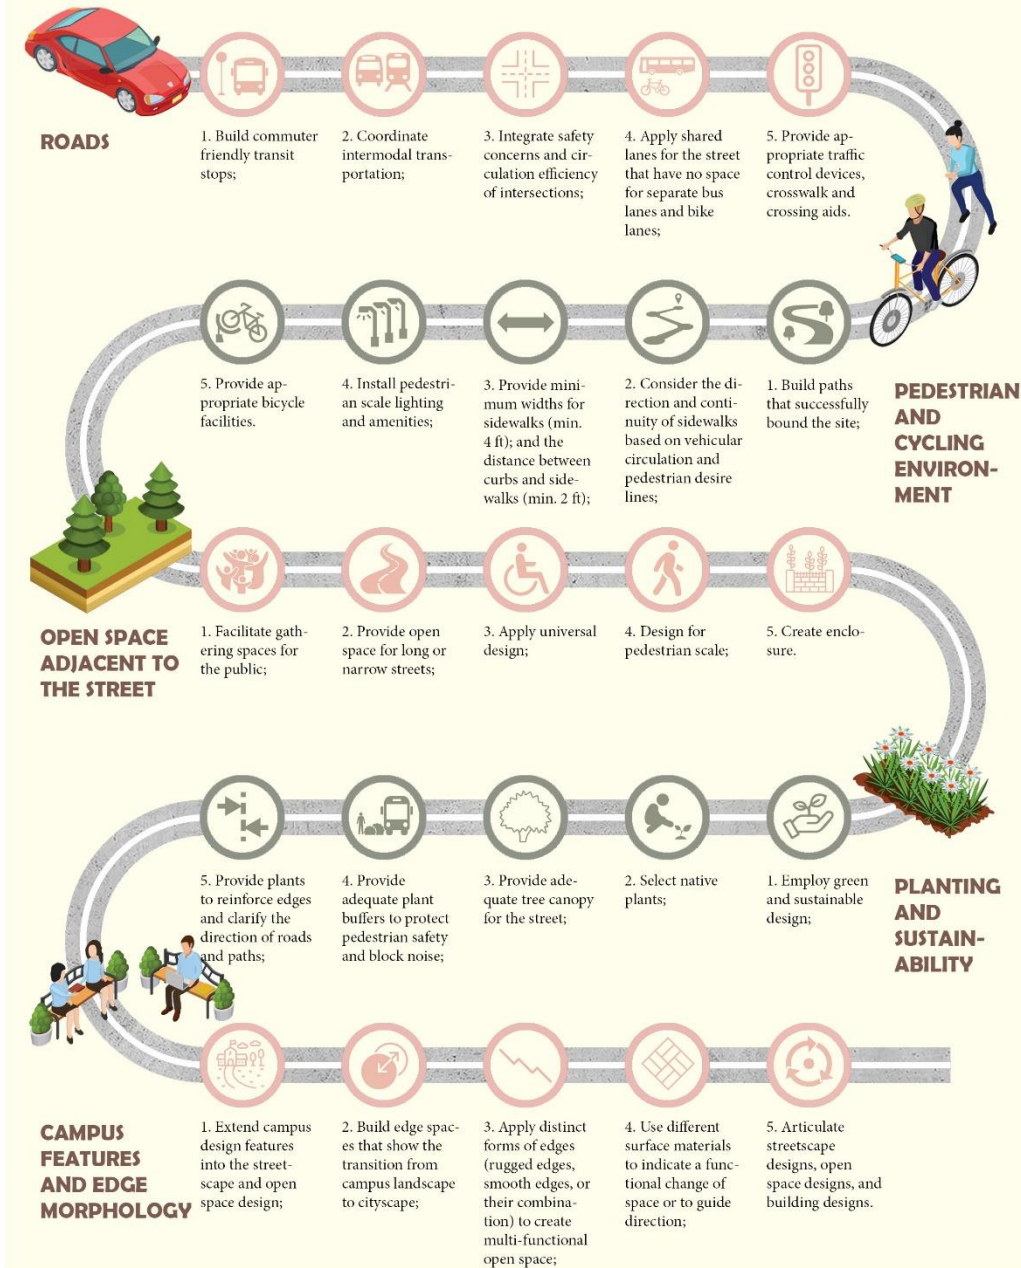 ROADS
1. Build commuter
friendly transit
stops;
2. Coordinate
intermodal trans-
portation;
3. Integrate safety
concerns and cir-
culation efficiency
of intersections;
4. Apply shared
lanes for the street
that have no space
for separate bus
lanes and bike
lanes;
5. Provide ap-
propriate traffic
control devices,
crosswalk and
crossing aids.
PEDESTRIAN
AND
CYCLING
ENVIRON-
MENT
1. Build paths
that successfully
bound the site;
2. Consider the di-
rection and conti-
nuity of sidewalks
based on vehicular
circulation and
pedestrian desire
lines;
3. Provide mini-
mum widths for
sidewalks (min.
4 ft); and the
distance between
curbs and side-
walks (min. 2 ft);
4. Install pedestri-
an scale lighting
and amenities;
5. Provide ap-
propriate bicycle
facilities.
OPEN SPACE
ADJACENT TO
THE STREET
1. Facilitate gath-
ering spaces for
the public;
2. Provide open
space for long or
narrow streets;
3. Apply universal
design;
4. Design for
pedestrian scale;
5. Create enclo-
sure.
PLANTING
AND
SUSTAIN-
ABILITY
1. Employ green
and sustainable
design;
2. Select native
plants;
3. Provide ade-
quate tree canopy
for the street;
4. Provide
adequate plant
buffers to protect
pedestrian safety
and block noise;
5. Provide plants
to reinforce edges
and clarify the
direction of roads
and paths;
CAMPUS
FEATURES
AND EDGE
MORPHOLOGY
1. Extend campus
design features
into the street-
scape and open
space design;
2. Build edge spac-
es that show the
transition from
campus landscape
to cityscape;
3. Apply distinct
forms of edges
(rugged edges,
smooth edges, or
their combina-
tion) to create
multi-functional
open space;
4. Use different
surface materials
to indicate a func-
tional change of
space or to guide
direction;
5. Articulate
streetscape
designs, open
space designs, and
building designs.